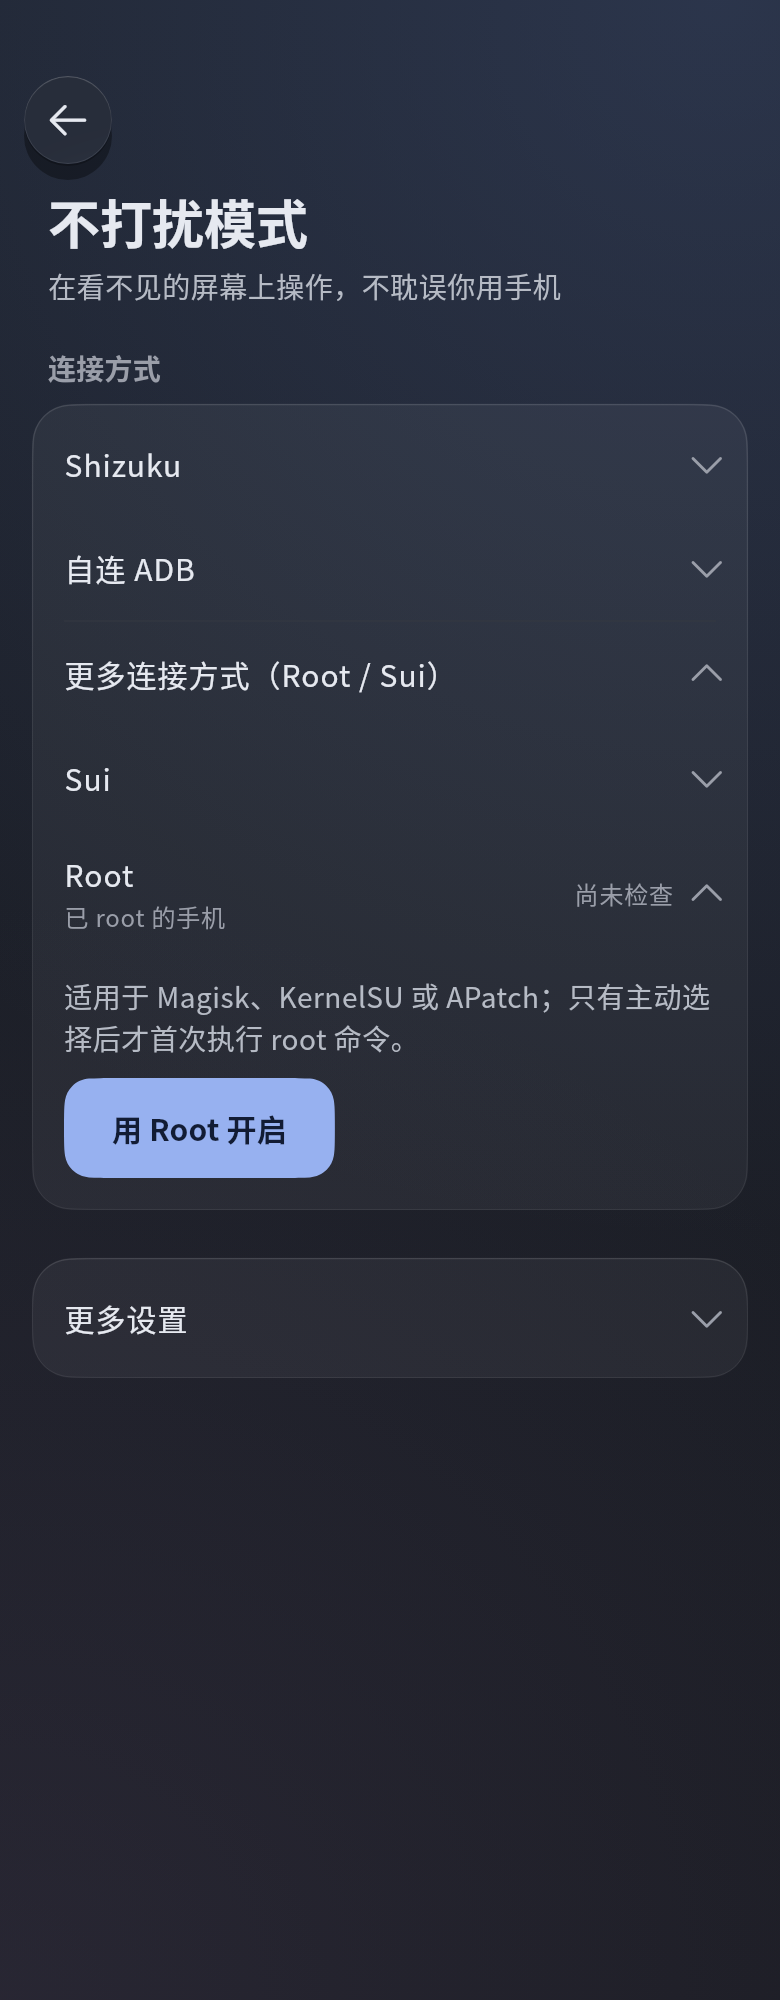 不打扰模式
在看不见的屏幕上操作，不耽误你用手机
连接方式
Shizuku
自连 ADB
更多连接方式（Root / Sui）
Sui
Root
已 root 的手机
尚未检查
适用于 Magisk、KernelSU 或 APatch；只有主动选
择后才首次执行 root 命令。
用 Root 开启
更多设置